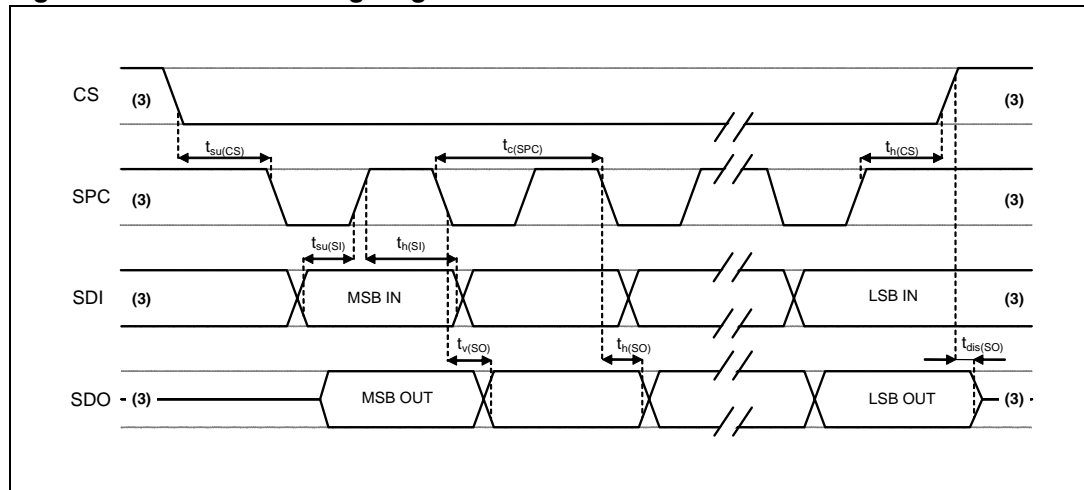 CS (3) (3)
t_su(CS) t_c(SPC) t_h(CS)
SPC (3) (3)
t_su(SI) t_h(SI)
SDI (3) MSB IN LSB IN (3)
t_v(SO) t_h(SO) t_dis(SO)
SDO (3) MSB OUT LSB OUT (3)